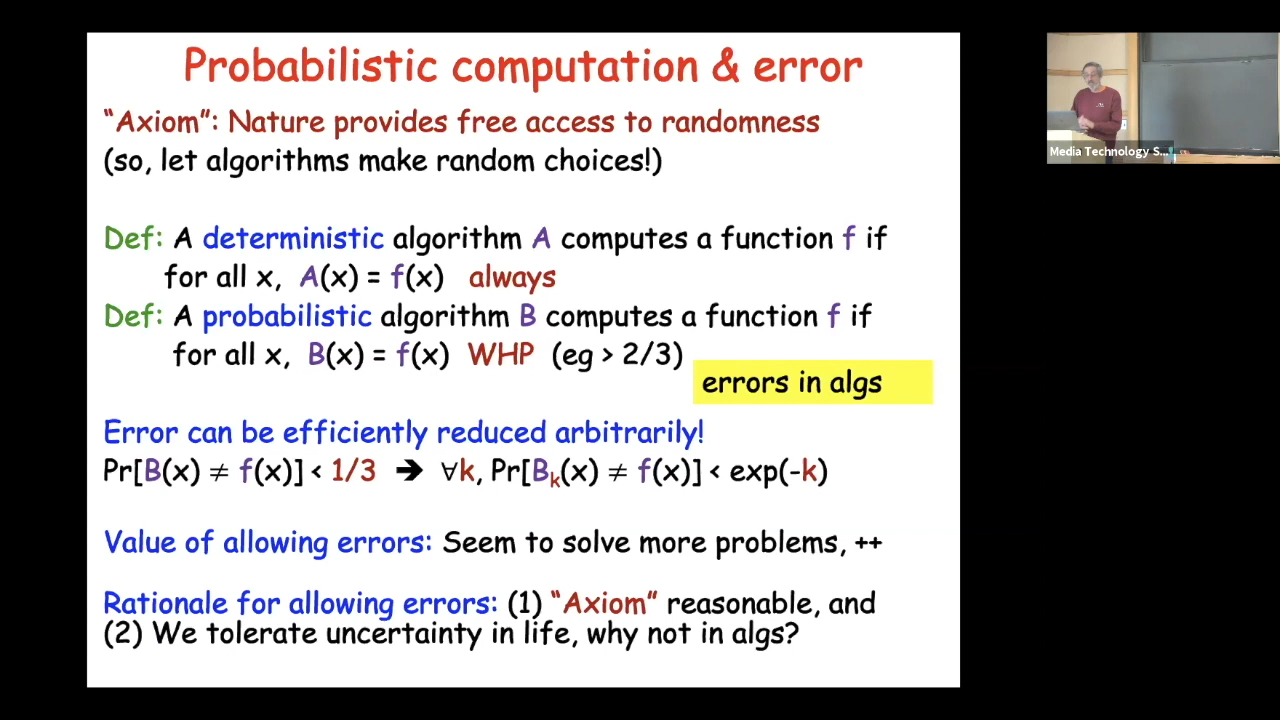 Probabilistic computation & error
“Axiom”: Nature provides free access to randomness
(so, let algorithms make random choices!)
Def: A deterministic algorithm A computes a function f if
for all x, A(x) = f(x) always
Def: A probabilistic algorithm B computes a function f if
for all x, B(x) = f(x) WHP (eg > 2/3)
errors in algs
Error can be efficiently reduced arbitrarily!
Pr[B(x) ≠ f(x)] < 1/3 ➔ ∀k, Pr[Bₖ(x) ≠ f(x)] < exp(-k)
Value of allowing errors: Seem to solve more problems, ++
Rationale for allowing errors: (1) “Axiom” reasonable, and
(2) We tolerate uncertainty in life, why not in algs?
Media Technology S...